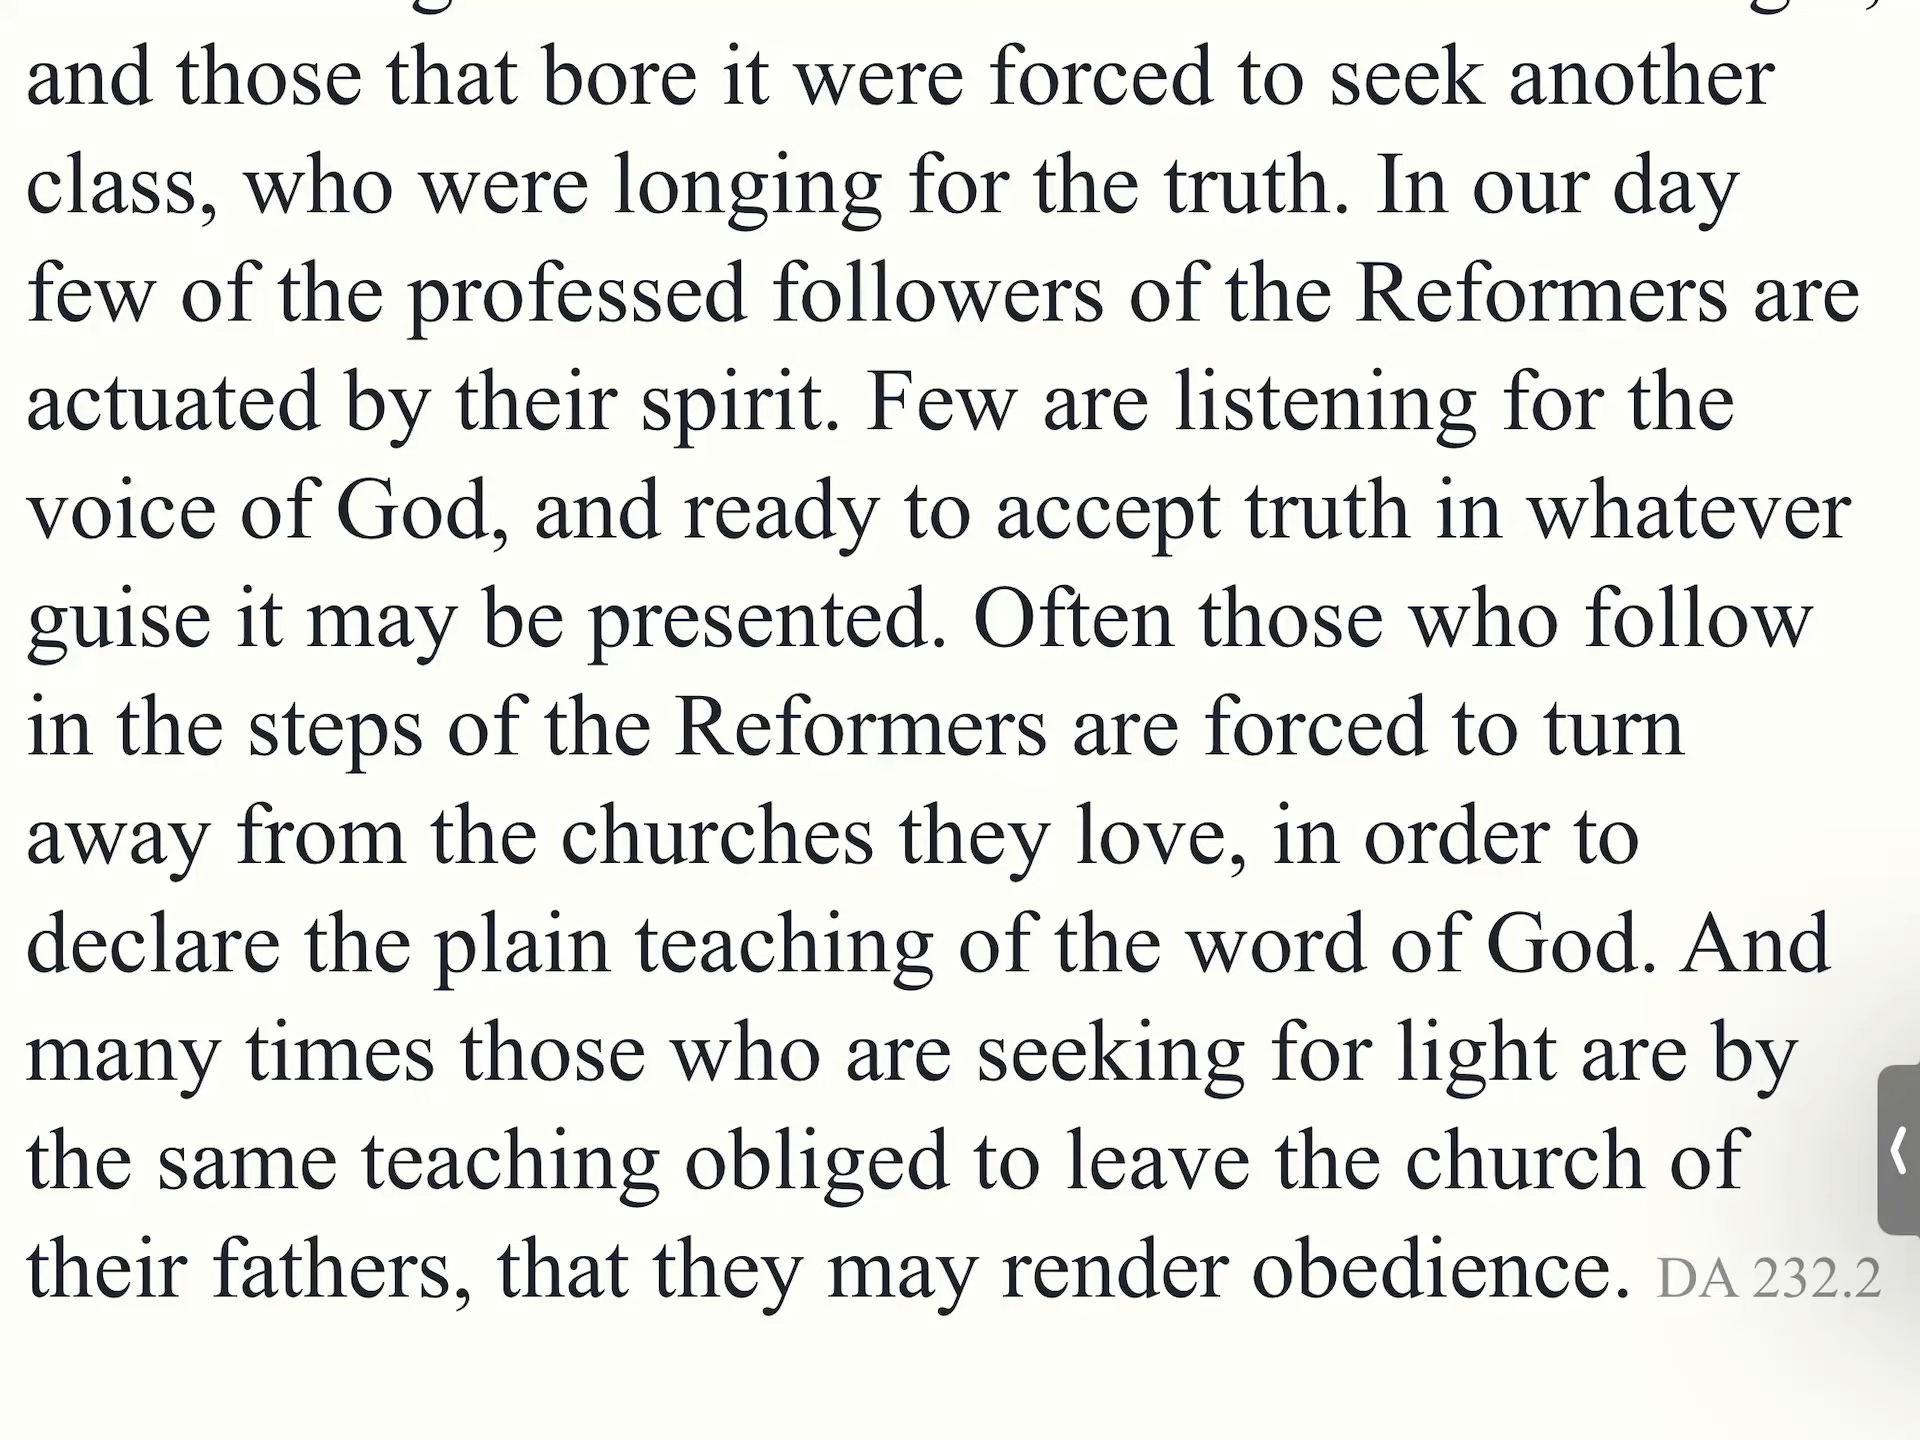 and those that bore it were forced to seek another
class, who were longing for the truth. In our day
few of the professed followers of the Reformers are
actuated by their spirit. Few are listening for the
voice of God, and ready to accept truth in whatever
guise it may be presented. Often those who follow
in the steps of the Reformers are forced to turn
away from the churches they love, in order to
declare the plain teaching of the word of God. And
many times those who are seeking for light are by
the same teaching obliged to leave the church of
their fathers, that they may render obedience. DA 232.2